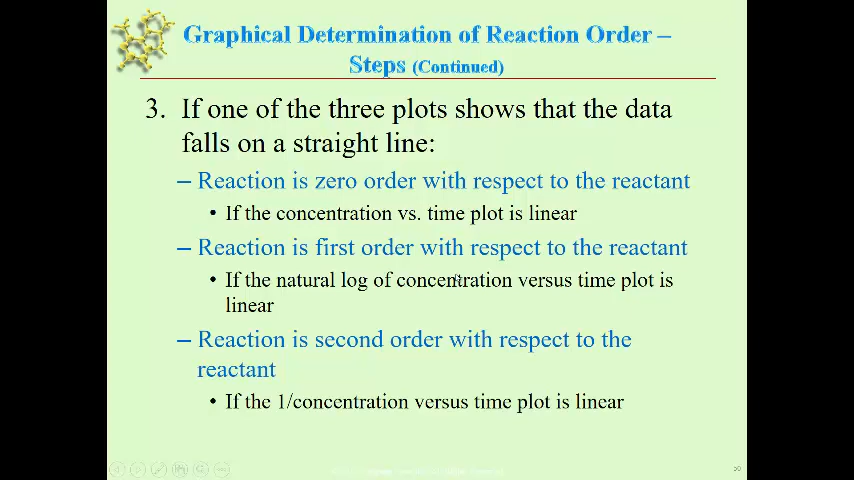 Graphical Determination of Reaction Order –
Steps (Continued)
3. If one of the three plots shows that the data
falls on a straight line:
– Reaction is zero order with respect to the reactant
• If the concentration vs. time plot is linear
– Reaction is first order with respect to the reactant
• If the natural log of concentration versus time plot is
linear
– Reaction is second order with respect to the
reactant
• If the 1/concentration versus time plot is linear